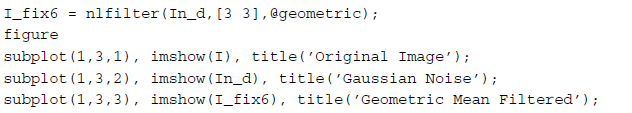 I_fix6 = nlfilter(In_d,[3 3],@geometric);
figure
subplot(1,3,1), imshow(I), title(’Original Image’);
subplot(1,3,2), imshow(In_d), title(’Gaussian Noise’);
subplot(1,3,3), imshow(I_fix6), title(’Geometric Mean Filtered’);